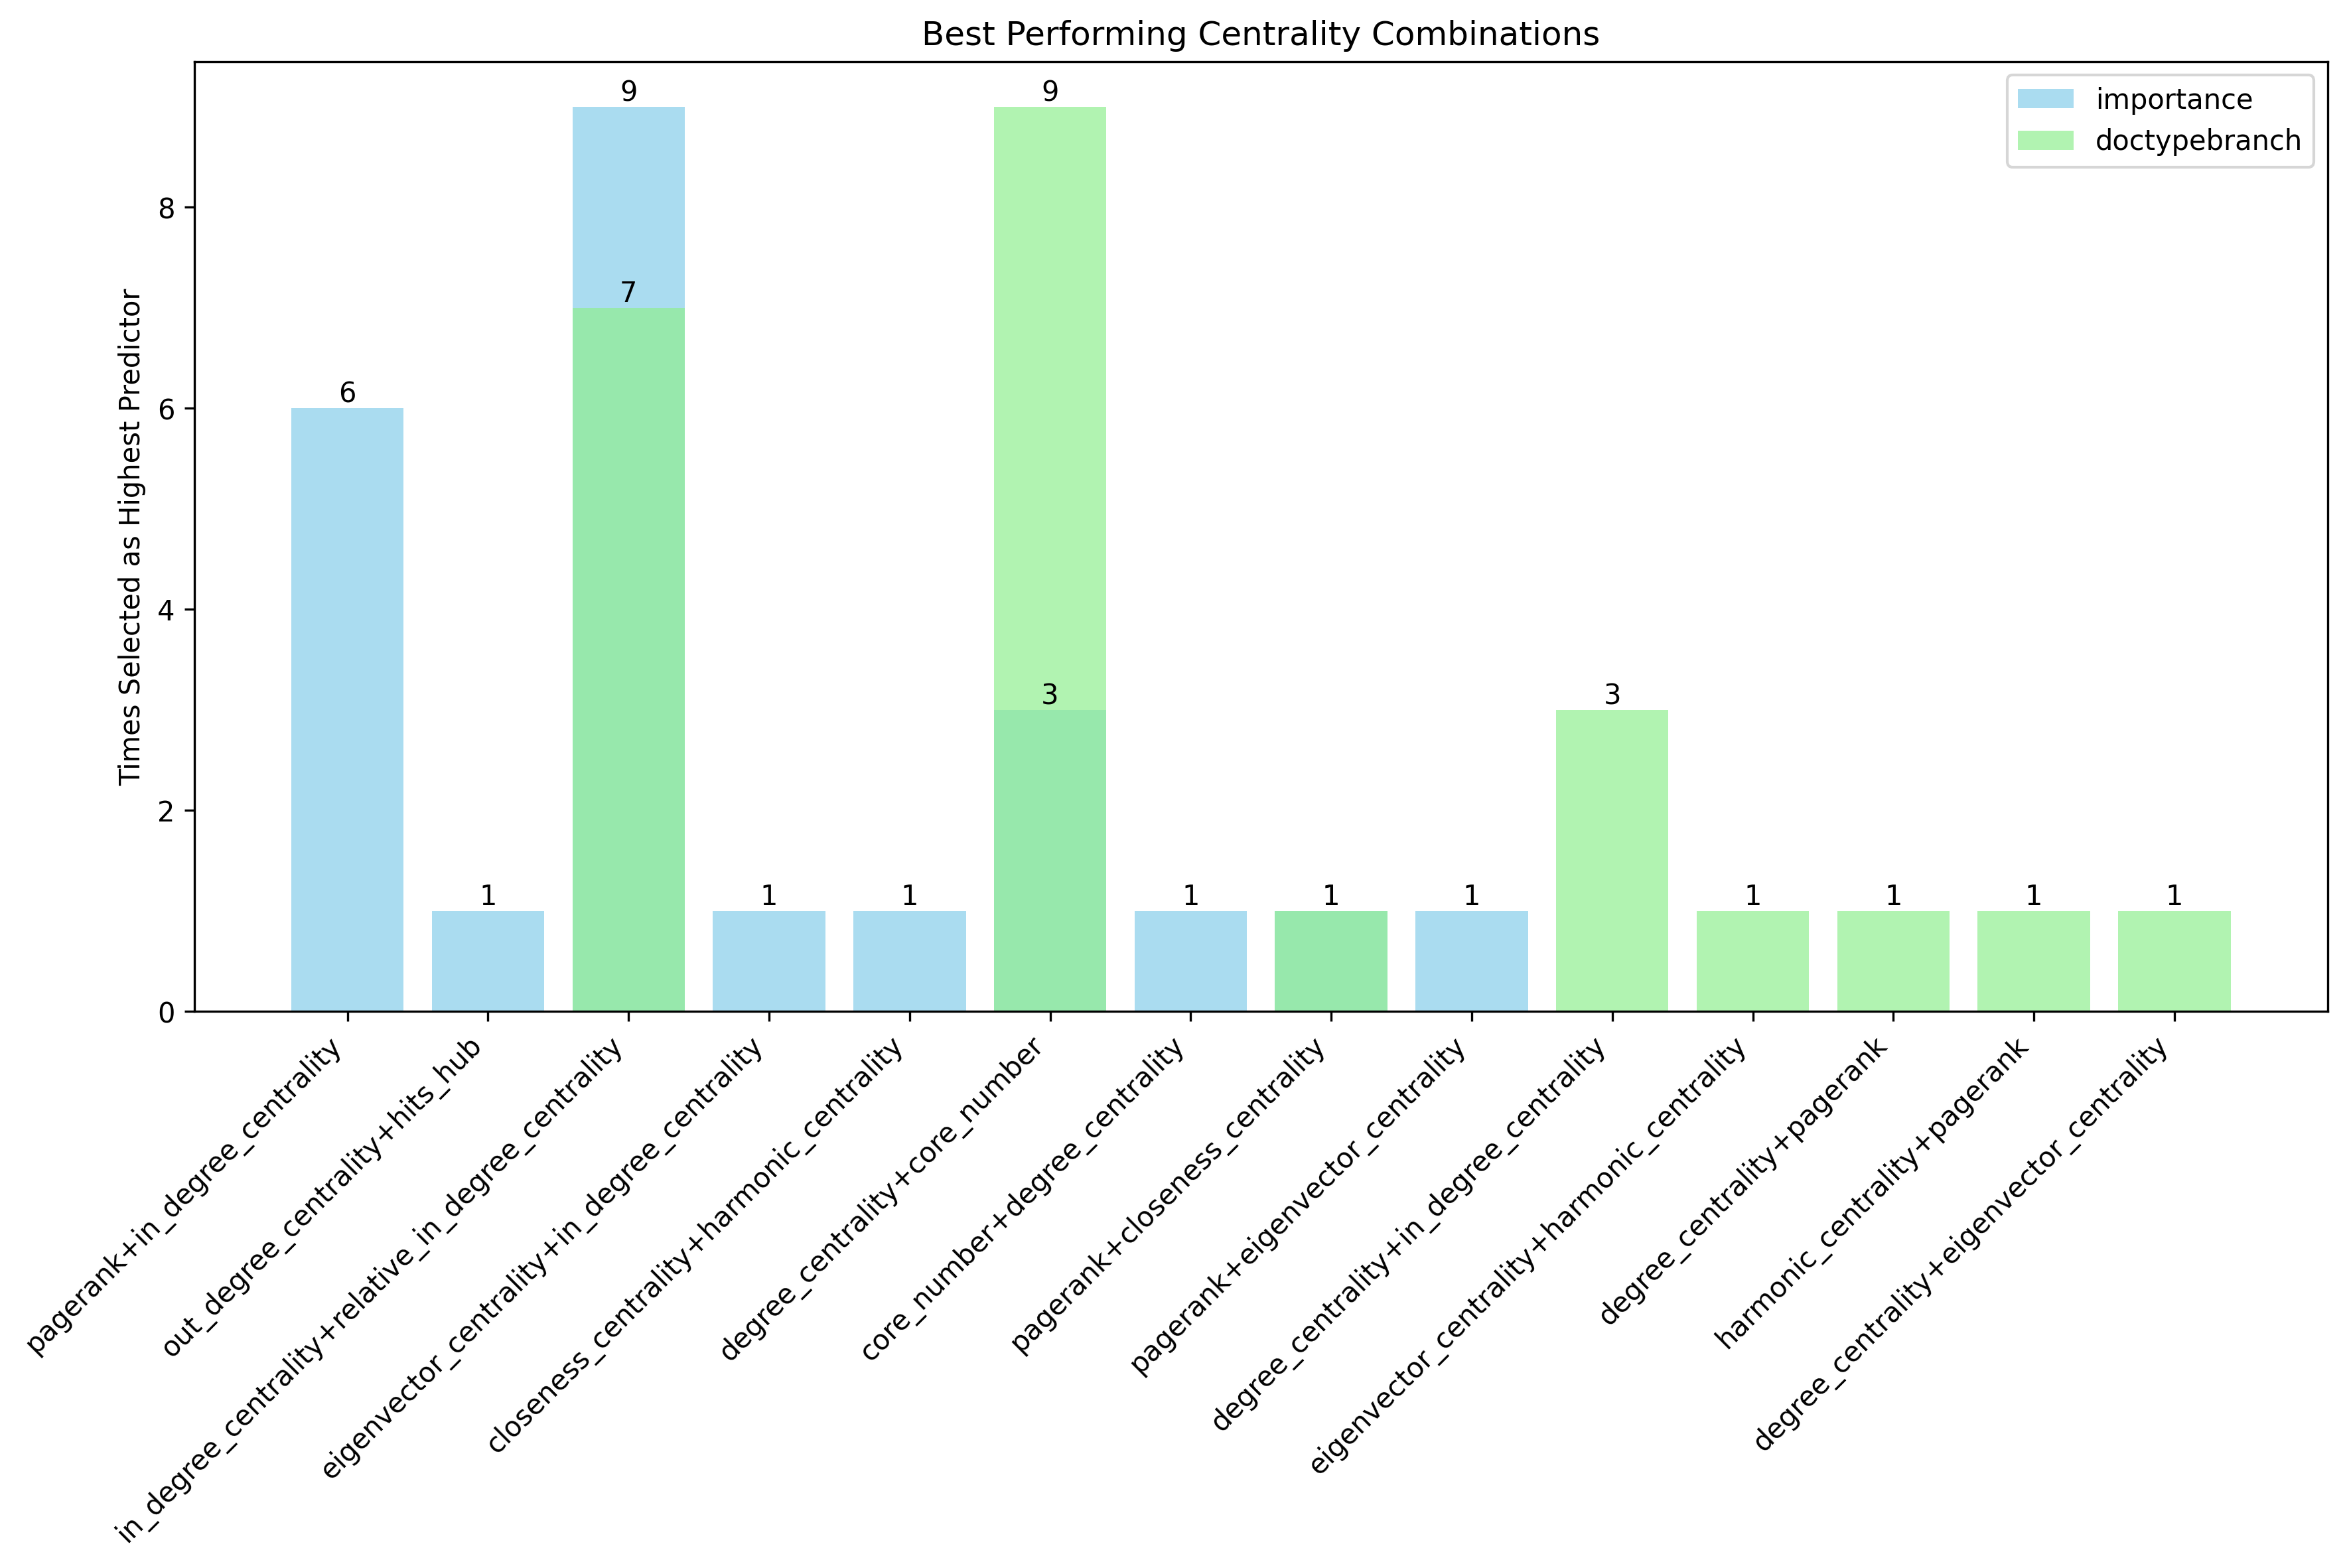 Best Performing Centrality Combinations
importance
doctypebranch
Times Selected as Highest Predictor
8
6
4
2
0
6
1
9
7
1
1
9
3
1
1
1
3
1
1
1
1
pagerank+in_degree_centrality
out_degree_centrality+hits_hub
in_degree_centrality+relative_in_degree_centrality
eigenvector_centrality+in_degree_centrality
closeness_centrality+harmonic_centrality
degree_centrality+core_number
core_number+degree_centrality
pagerank+closeness_centrality
pagerank+eigenvector_centrality
degree_centrality+in_degree_centrality
eigenvector_centrality+harmonic_centrality
degree_centrality+pagerank
harmonic_centrality+pagerank
degree_centrality+eigenvector_centrality